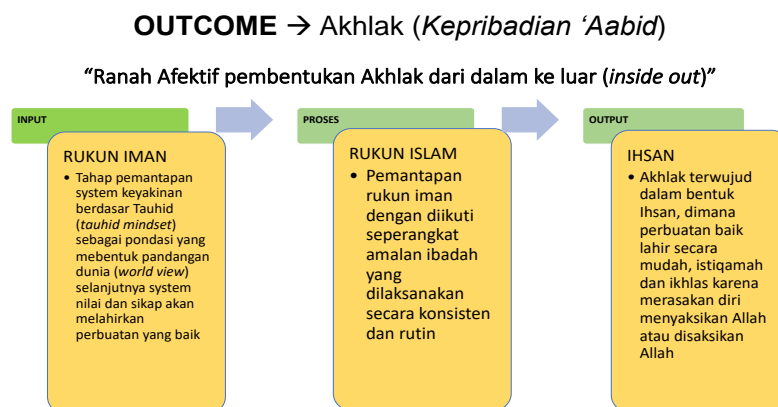 OUTCOME → Akhlak (Kepribadian ‘Aabid)
“Ranah Afektif pembentukan Akhlak dari dalam ke luar (inside out)”
INPUT
RUKUN IMAN
• Tahap pemantapan
system keyakinan
berdasar Tauhid
(tauhid mindset)
sebagai pondasi yang
mebentuk pandangan
dunia (world view)
selanjutnya system
nilai dan sikap akan
melahirkan
perbuatan yang baik
PROSES
RUKUN ISLAM
• Pemantapan
rukun iman
dengan diikuti
seperangkat
amalan ibadah
yang
dilaksanakan
secara konsisten
dan rutin
OUTPUT
IHSAN
• Akhlak terwujud
dalam bentuk
Ihsan, dimana
perbuatan baik
lahir secara
mudah, istiqamah
dan ikhlas karena
merasakan diri
menyaksikan Allah
atau disaksikan
Allah